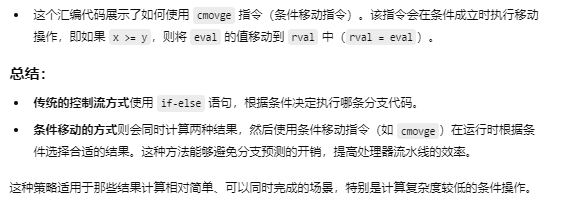 • 这个汇编代码展示了如何使用 cmovge 指令（条件移动指令）。该指令会在条件成立时执行移动
操作，即如果 x >= y，则将 eval 的值移动到 rval 中（rval = eval）。
总结：
• 传统的控制流方式使用 if-else 语句，根据条件决定执行哪条分支代码。
• 条件移动的方式则会同时计算两种结果，然后使用条件移动指令（如 cmovge）在运行时根据条
件选择合适的结果。这种方法能够避免分支预测的开销，提高处理器流水线的效率。
这种策略适用于那些结果计算相对简单、可以同时完成的场景，特别是计算复杂度较低的条件操作。